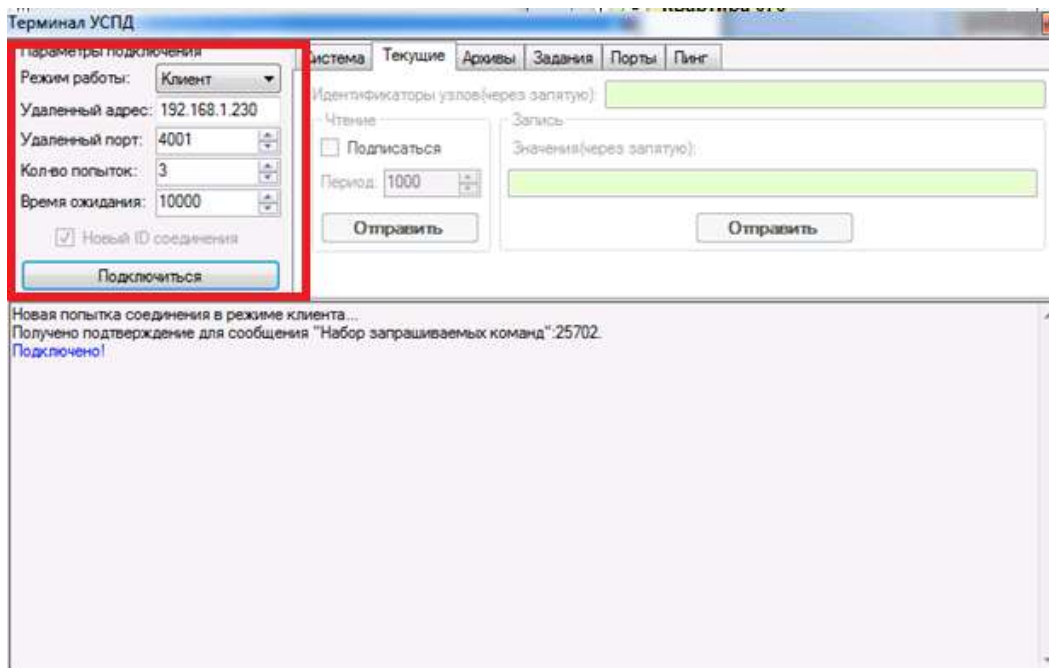 Терминал УСПД
Параметры подключения
Режим работы: Клиент
Удаленный адрес: 192.168.1.230
Удаленный порт: 4001
Кол-во попыток: 3
Время ожидания: 10000
Новый ID соединения
Подключиться
Система Текущие Архивы Задания Порты Пинг
Идентификаторы узлов(через запятую):
Чтение
Подписаться
Период: 1000
Отправить
Запись
Значения(через запятую):
Отправить
Новая попытка соединения в режиме клиента...
Получено подтверждение для сообщения "Набор запрашиваемых команд":25702.
Подключено!